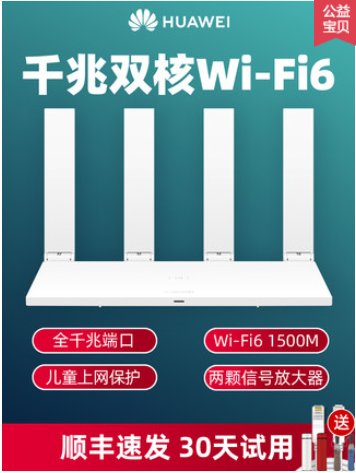 HUAWEI
公益
宝贝
千兆双核Wi-Fi6
全千兆端口
Wi-Fi6 1500M
儿童上网保护
两颗信号放大器
送
顺丰速发 30天试用